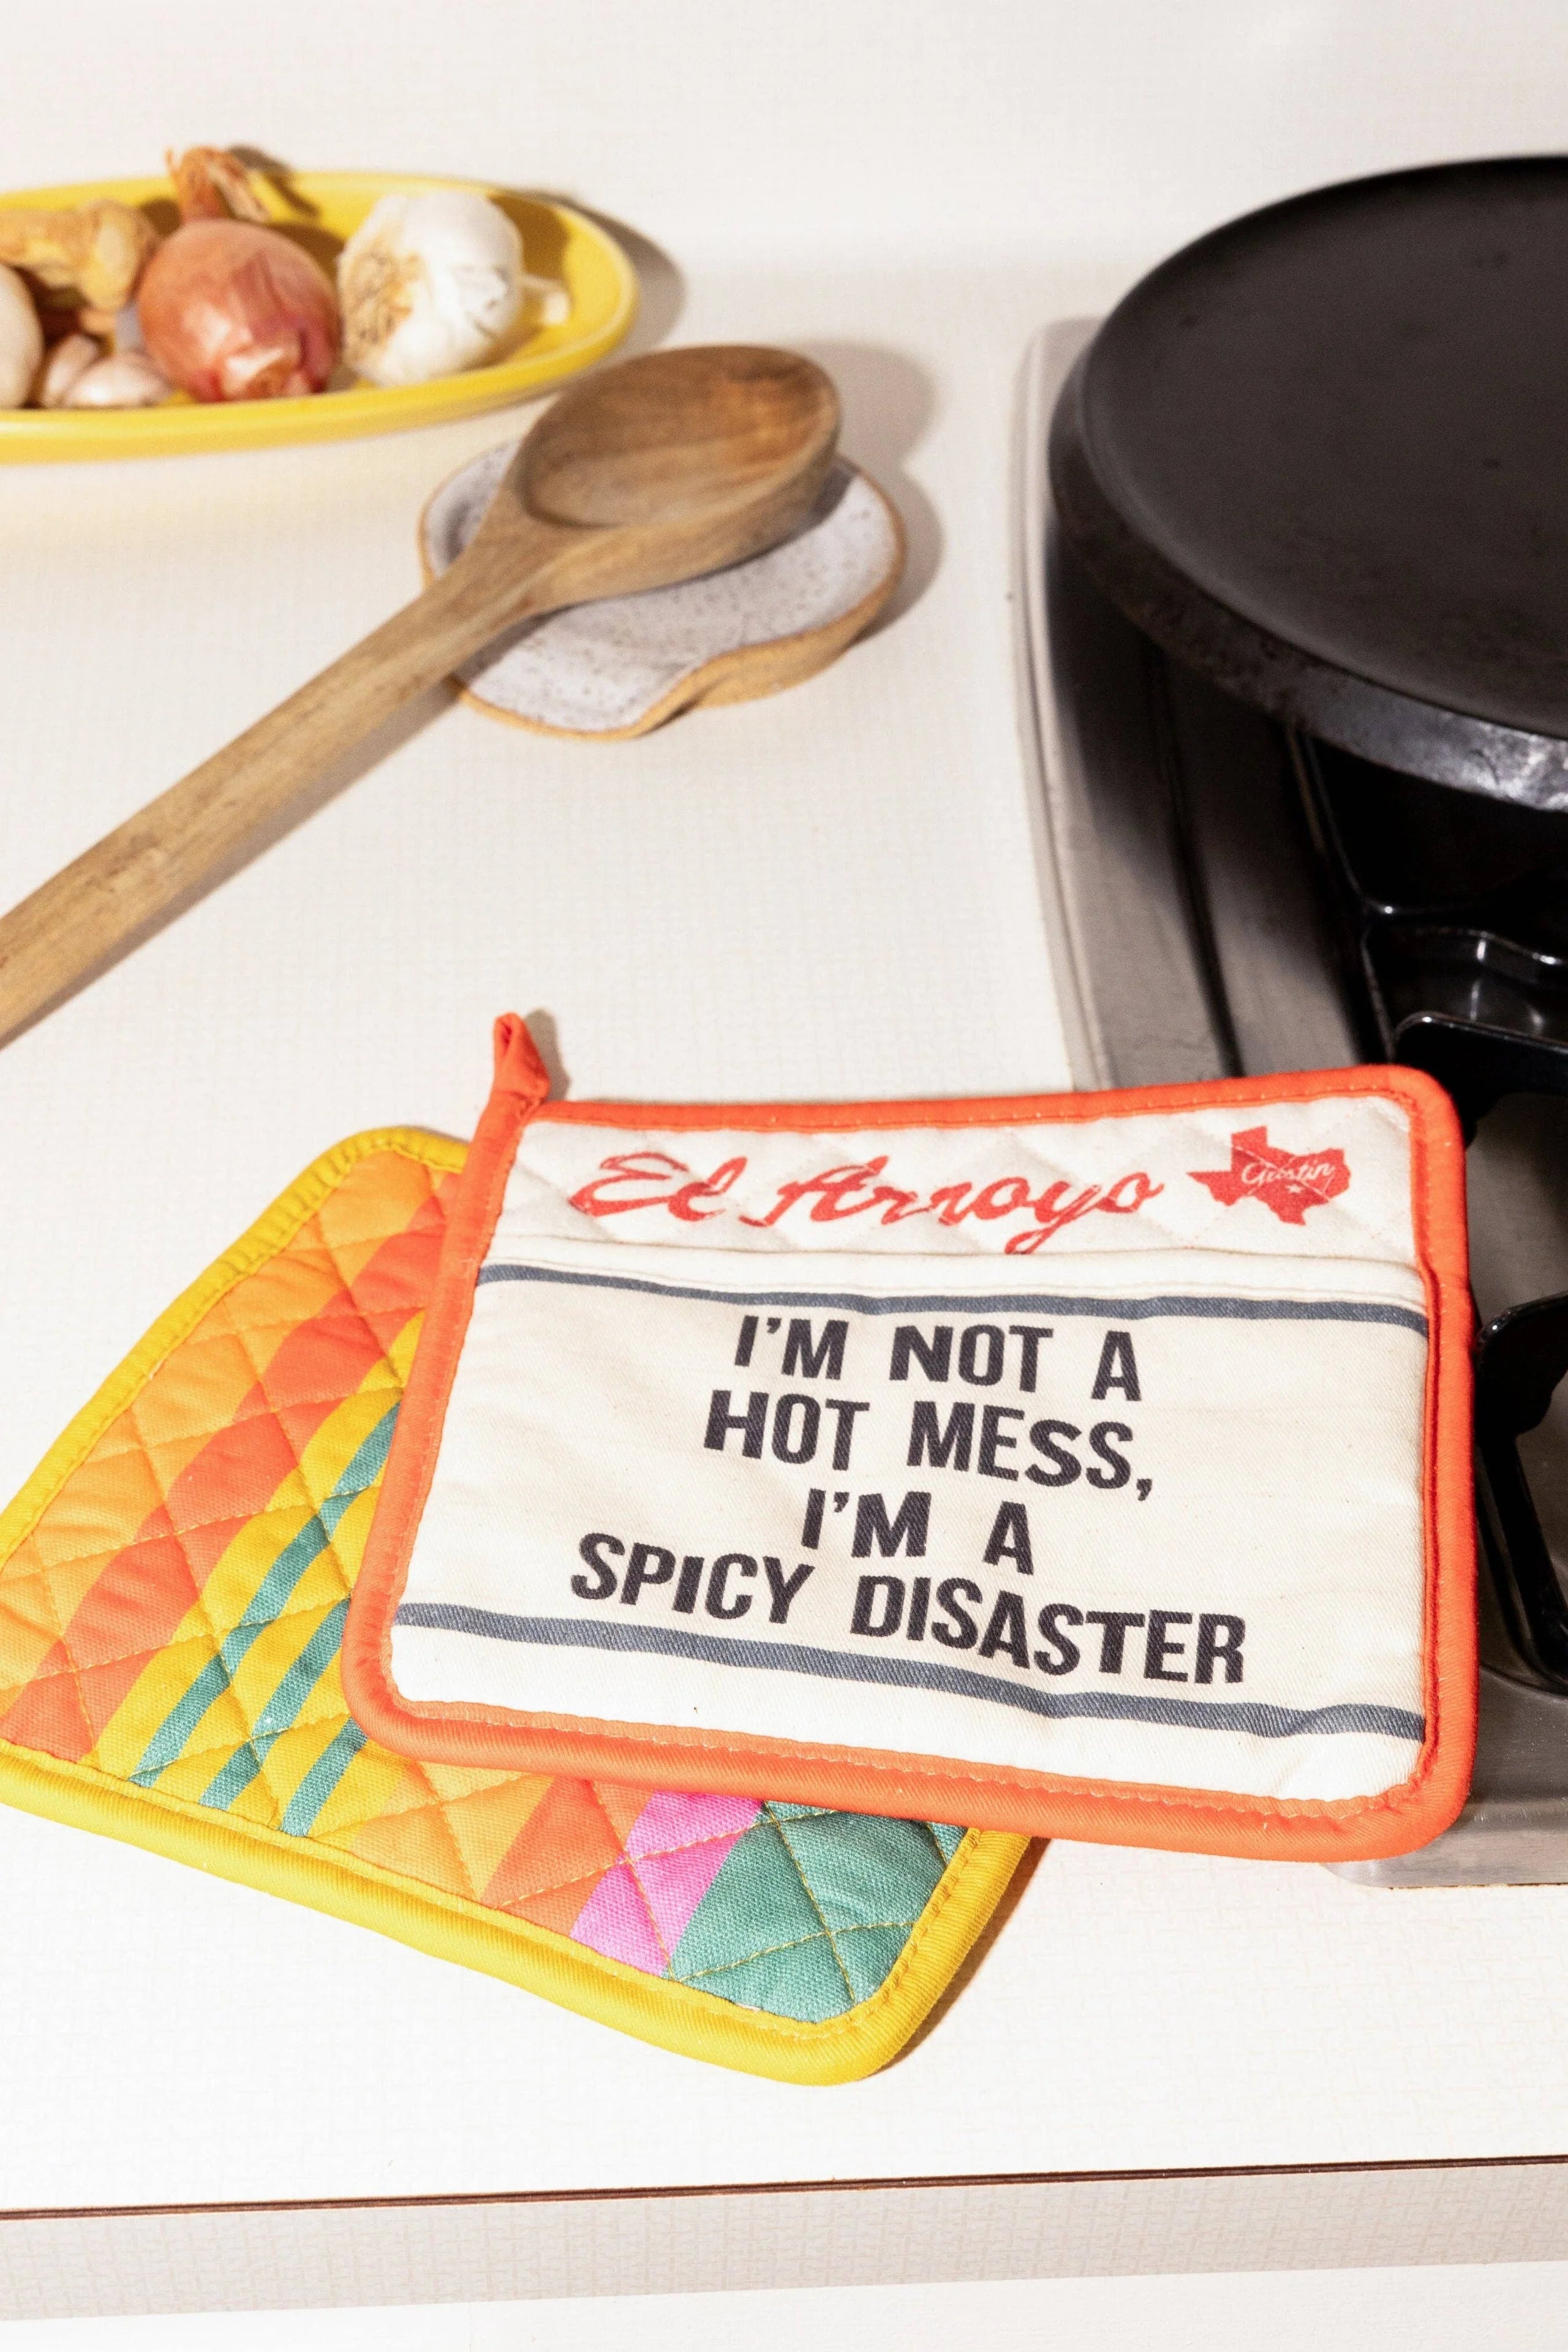 El Arroyo
Austin
I'M NOT A
HOT MESS,
I'M A
SPICY DISASTER